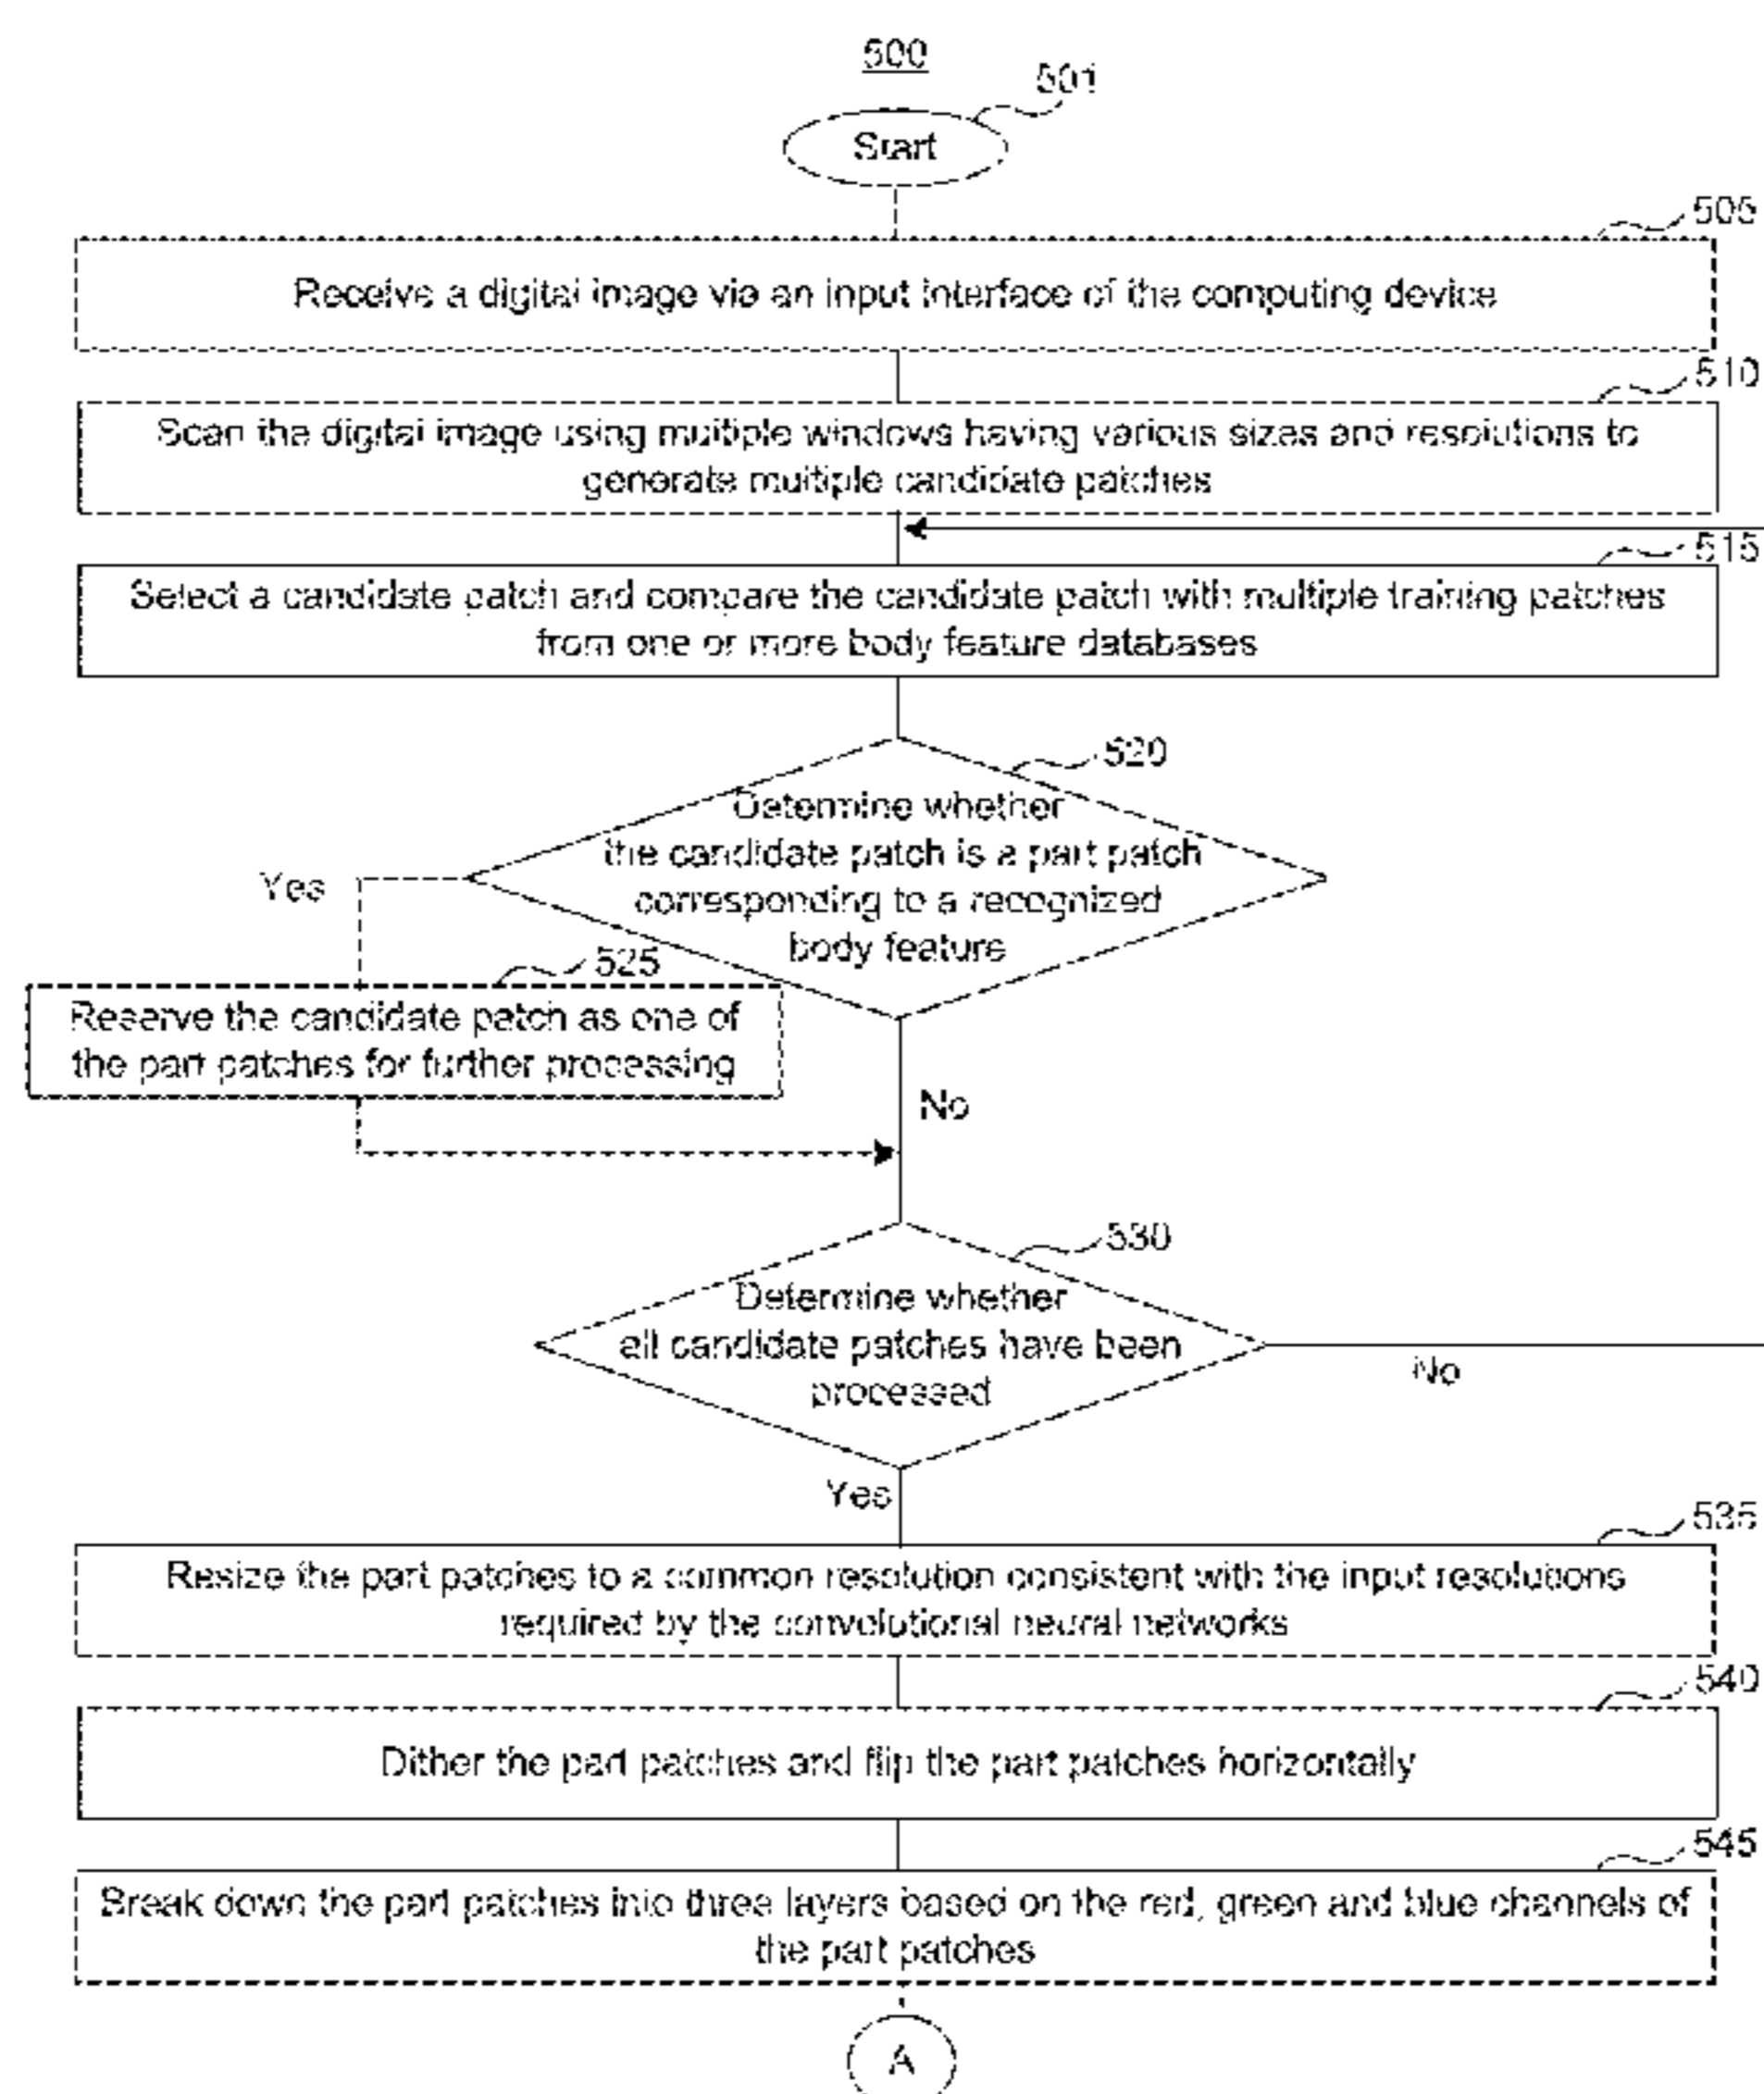 500
501
Start
505
Receive a digital image via an input interface of the computing device
510
Scan the digital image using multiple windows having various sizes and resolutions to
generate multiple candidate patches
515
Select a candidate patch and compare the candidate patch with multiple training patches
from one or more body feature databases
520
Determine whether
the candidate patch is a part patch
corresponding to a recognized
body feature
Yes
525
Reserve the candidate patch as one of
the part patches for further processing
No
530
Determine whether
all candidate patches have been
processed
No
Yes
535
Resize the part patches to a common resolution consistent with the input resolutions
required by the convolutional neural networks
540
Dither the part patches and flip the part patches horizontally
545
Break down the part patches into three layers based on the red, green and blue channels of
the part patches
A